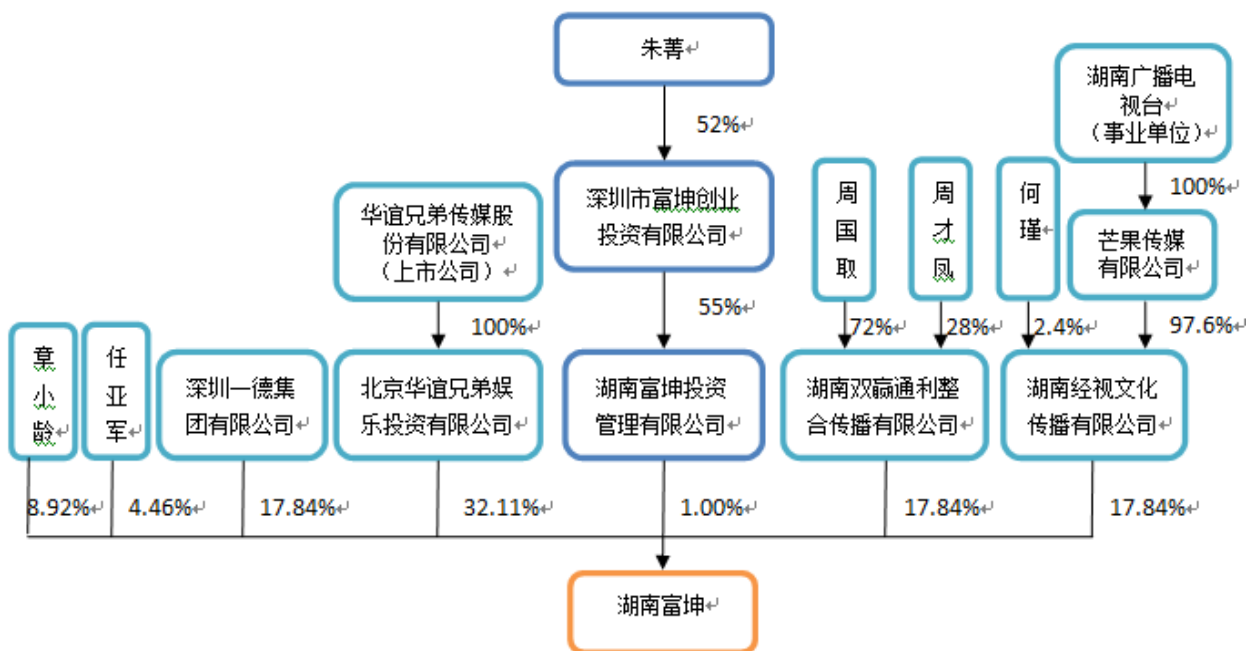 朱菁
52%
湖南广播电
视台
（事业单位）
100%
华谊兄弟传媒股
份有限公司
（上市公司）
100%
深圳市富坤创业
投资有限公司
55%
周
国
取
72%
周
才
凤
28%
何
瑾
2.4%
芒果传媒
有限公司
97.6%
章
小
龄
任
亚
军
深圳一德集
团有限公司
北京华谊兄弟娱
乐投资有限公司
湖南富坤投资
管理有限公司
湖南双赢通利整
合传播有限公司
湖南经视文化
传播有限公司
8.92%
4.46%
17.84%
32.11%
1.00%
17.84%
17.84%
湖南富坤